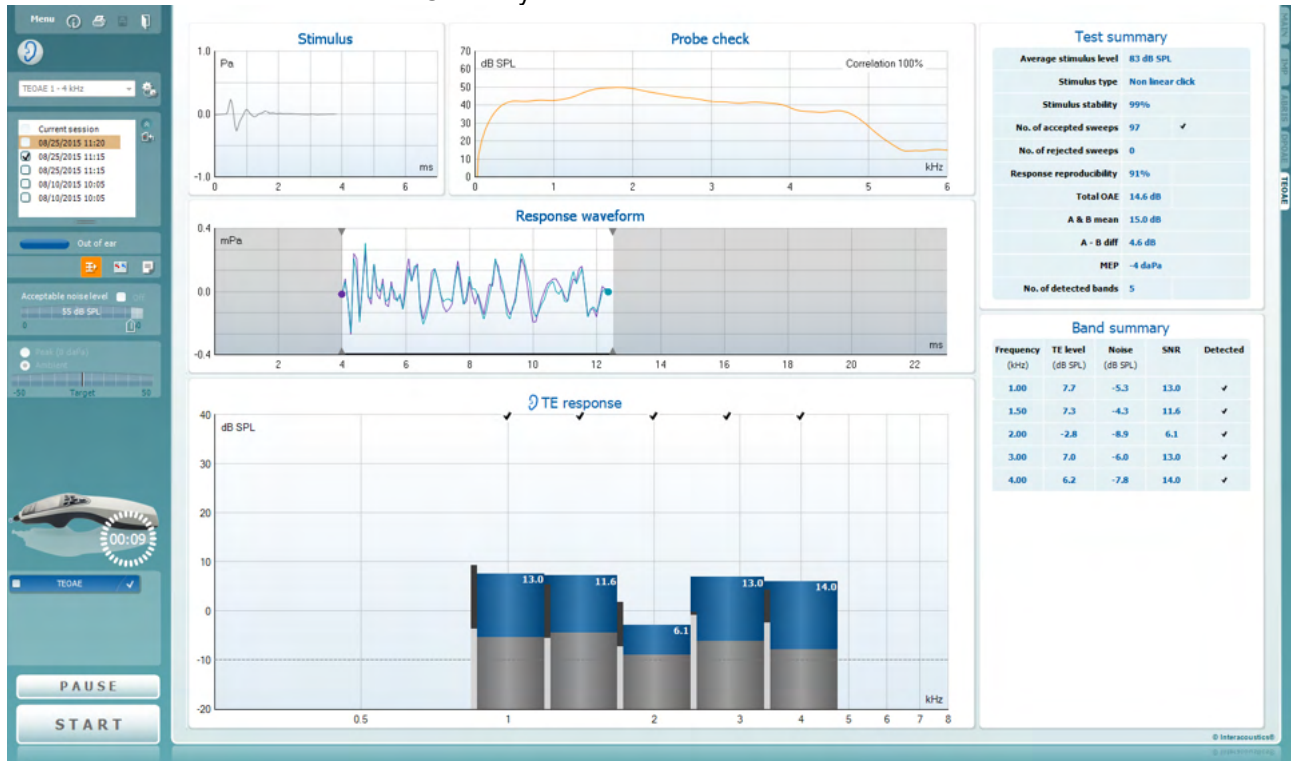 Menu
TEOAE 1 - 4 kHz
Current session
08/25/2015 11:20
08/25/2015 11:15
08/25/2015 11:15
08/10/2015 10:05
08/10/2015 10:05
Out of ear
Acceptable noise level
55 dB SPL
0
Ambient
-50 Target 50
00:09
TEOAE
PAUSE
START
Stimulus
Pa
1.0
0.0
-1.0
ms
0 2 4 6
Probe check
dB SPL
Correlation 100%
70
60
50
40
30
20
10
0
kHz
0 1 2 3 4 5 6
Response waveform
0.4
mPa
0.0
-0.4
ms
2 4 6 8 10 12 14 16 18 20 22
TE response
40
dB SPL
30
20
10
0
-10
-20
13.0 11.6 6.1 13.0 14.0
kHz
0.5 1 2 3 4 5 6 7 8
Test summary
Average stimulus level 83 dB SPL
Stimulus type Non linear click
Stimulus stability 99%
No. of accepted sweeps 97 ✔
No. of rejected sweeps 0
Response reproducibility 91%
Total OAE 14.6 dB
A & B mean 15.0 dB
A - B diff 4.6 dB
MEP -4 daPa
No. of detected bands 5
Band summary
Frequency TE level Noise SNR Detected
(kHz) (dB SPL) (dB SPL)
1.00 7.7 -5.3 13.0 ✔
1.50 7.3 -4.3 11.6 ✔
2.00 -2.8 -8.9 6.1 ✔
3.00 7.0 -6.0 13.0 ✔
4.00 6.2 -7.8 14.0 ✔
© Interacoustics®
MAIN
IMP
DPOAE
TEOAE